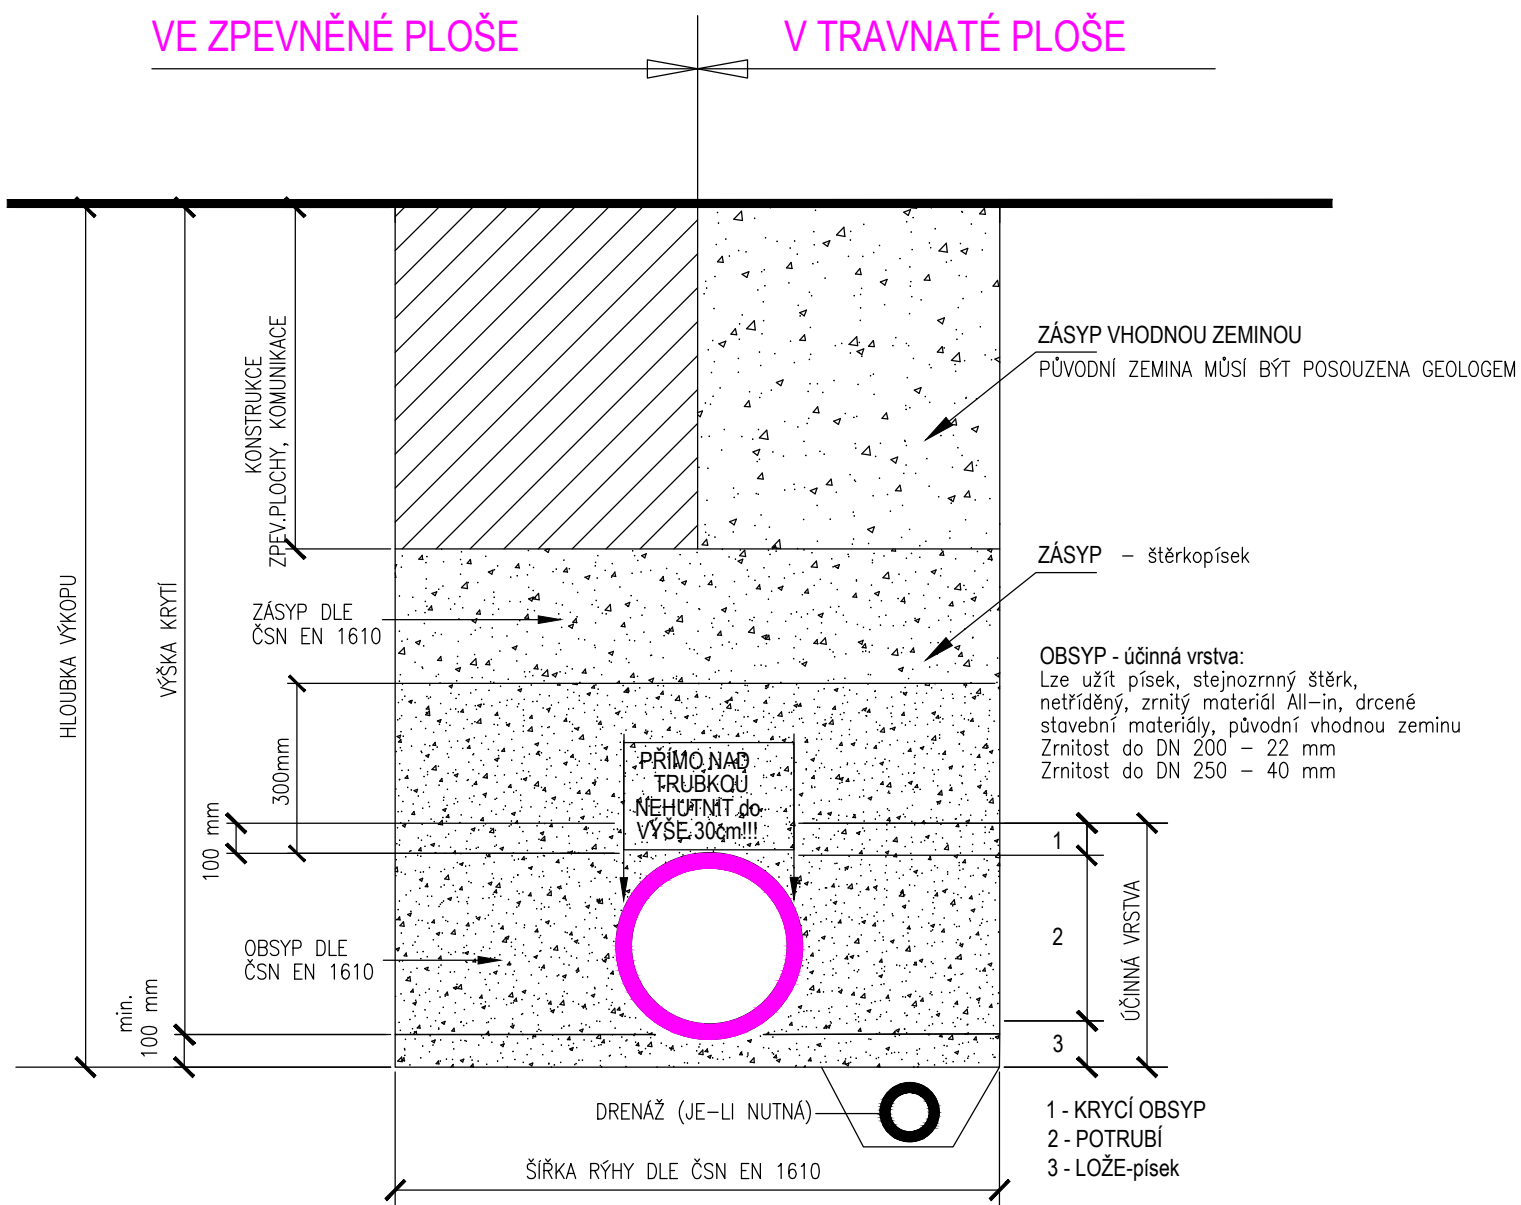 VE ZPEVNĚNÉ PLOŠE
V TRAVNATÉ PLOŠE
HLOUBKA VÝKOPU
VÝŠKA KRYTÍ
KONSTRUKCE
ZPEV.PLOCHY, KOMUNIKACE
ZÁSYP VHODNOU ZEMINOU
PŮVODNÍ ZEMINA MŮSÍ BÝT POSOUZENA GEOLOGEM
ZÁSYP – štěrkopísek
ZÁSYP DLE
ČSN EN 1610
OBSYP - účinná vrstva:
Lze užít písek, stejnozrnný štěrk,
netříděný, zrnitý materiál All–in, drcené
stavební materiály, původní vhodnou zeminu
Zrnitost do DN 200 – 22 mm
Zrnitost do DN 250 – 40 mm
300mm
100 mm
PŘÍMO NAD
TRUBKOU
NEHUTNIT do
VÝŠE 30cm!!!
1
2
3
ÚČINNÁ VRSTVA
OBSYP DLE
ČSN EN 1610
min.
100 mm
DRENÁŽ (JE–LI NUTNÁ)
1 - KRYCÍ OBSYP
2 - POTRUBÍ
3 - LOŽE-písek
ŠÍŘKA RÝHY DLE ČSN EN 1610